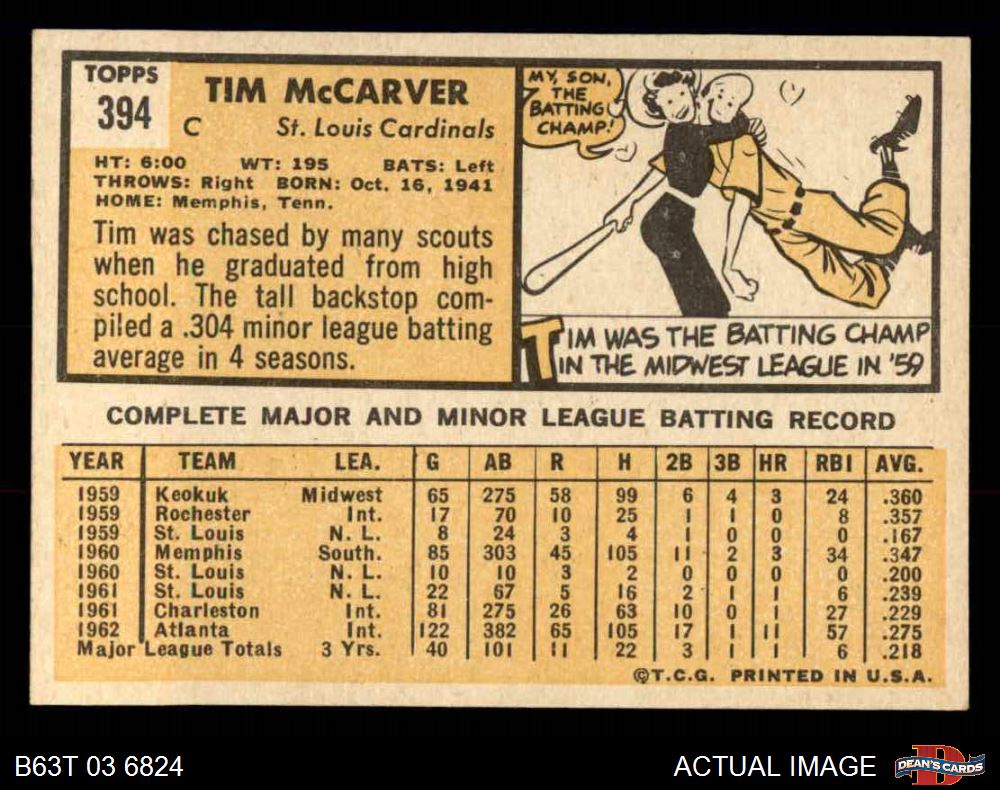 TOPPS
394
TIM McCARVER
C St. Louis Cardinals
HT: 6:00 WT: 195 BATS: Left
THROWS: Right BORN: Oct. 16, 1941
HOME: Memphis, Tenn.
Tim was chased by many scouts
when he graduated from high
school. The tall backstop com-
piled a .304 minor league batting
average in 4 seasons.
MY, SON,
THE
BATTING
CHAMP!
TIM WAS THE BATTING CHAMP
IN THE MIDWEST LEAGUE IN '59
COMPLETE MAJOR AND MINOR LEAGUE BATTING RECORD
YEAR TEAM LEA. G AB R H 2B 3B HR RBI AVG.
1959 Keokuk Midwest 65 275 58 99 6 4 3 24 .360
1959 Rochester Int. 17 70 10 25 1 1 0 8 .357
1959 St. Louis N. L. 8 24 3 4 1 0 0 0 .167
1960 Memphis South. 85 303 45 105 11 2 3 34 .347
1960 St. Louis N. L. 10 10 3 2 0 0 0 0 .200
1961 St. Louis N. L. 22 67 5 16 2 1 1 6 .239
1961 Charleston Int. 81 275 26 63 10 0 1 27 .229
1962 Atlanta Int. 122 382 65 105 17 1 11 57 .275
Major League Totals 3 Yrs. 40 101 11 22 3 1 1 6 .218
©T.C.G. PRINTED IN U.S.A.
B63T 03 6824 ACTUAL IMAGE DEAN'S CARDS